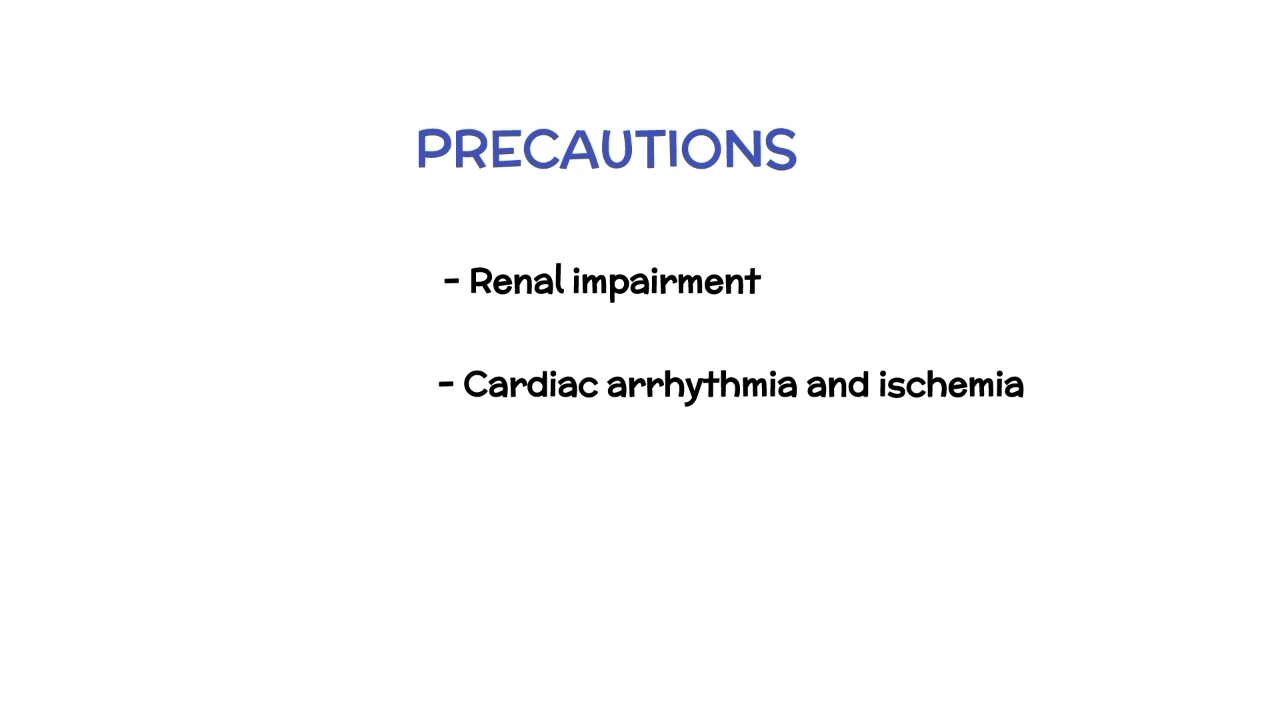 PRECAUTIONS
- Renal impairment
- Cardiac arrhythmia and ischemia